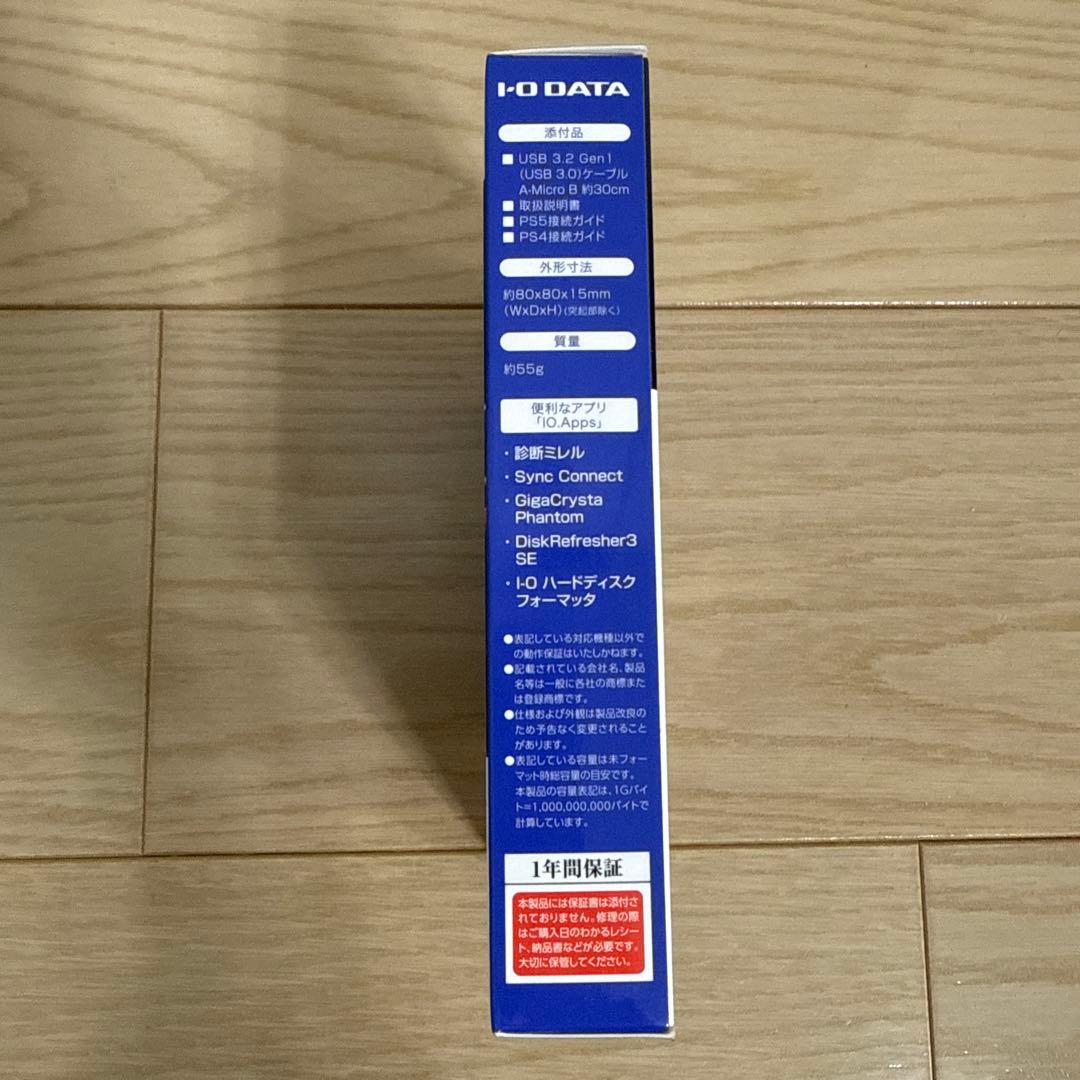 I-O DATA
添付品
■ USB 3.2 Gen1
(USB 3.0)ケーブル
A-Micro B 約30cm
■ 取扱説明書
■ PS5接続ガイド
■ PS4接続ガイド
外形寸法
約80x80x15mm
(WxDxH)(突起部除く)
質量
約55g
便利なアプリ
「IO.Apps」
・診断ミレル
・Sync Connect
・GigaCrysta
Phantom
・DiskRefresher3
SE
・I-O ハードディスク
フォーマッタ
●表記している対応機種以外で
の動作保証はいたしかねます。
●記載されている会社名、製品
名等は一般に各社の商標また
は登録商標です。
●仕様および外観は製品改良の
ため予告なく変更されること
があります。
●表記している容量は未フォー
マット時総容量の目安です。
本製品の容量表記は、1Gバイ
ト=1,000,000,000バイトで
計算しています。
1年間保証
本製品には保証書は添付さ
れておりません。修理の際
はご購入日のわかるレシー
ト、納品書などが必要です。
大切に保管してください。